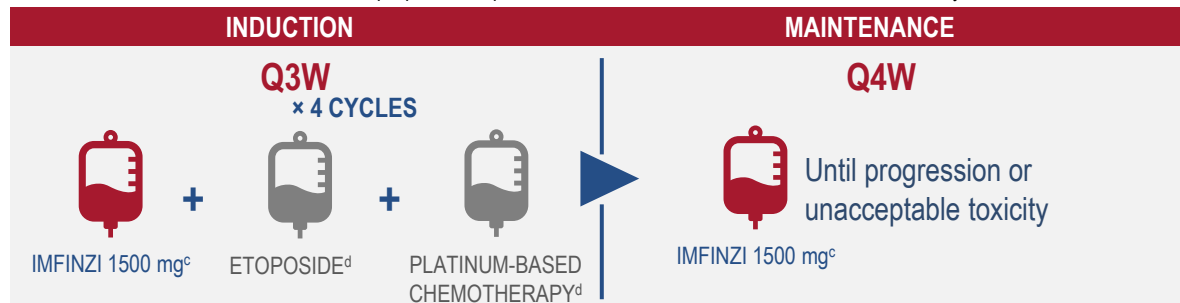 INDUCTION
MAINTENANCE
Q3W
× 4 CYCLES
Q4W
+
+
Until progression or
unacceptable toxicity
IMFINZI 1500 mgᶜ
ETOPOSIDEᵈ
PLATINUM-BASED
CHEMOTHERAPYᵈ
IMFINZI 1500 mgᶜ